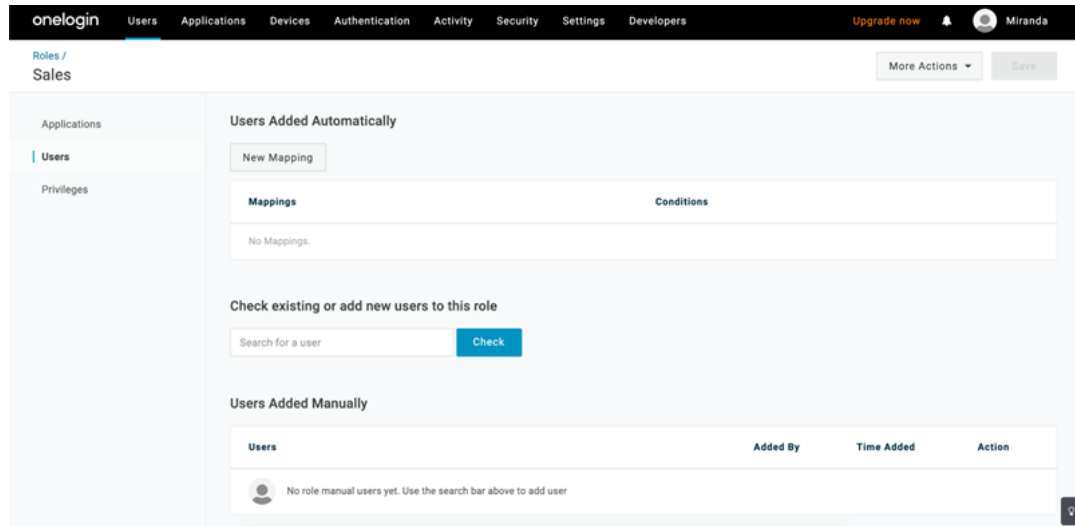 onelogin Users Applications Devices Authentication Activity Security Settings Developers Upgrade now Miranda
Roles /
Sales
More Actions Save
Applications
Users
Privileges
Users Added Automatically
New Mapping
Mappings Conditions
No Mappings.
Check existing or add new users to this role
Search for a user Check
Users Added Manually
Users Added By Time Added Action
No role manual users yet. Use the search bar above to add user